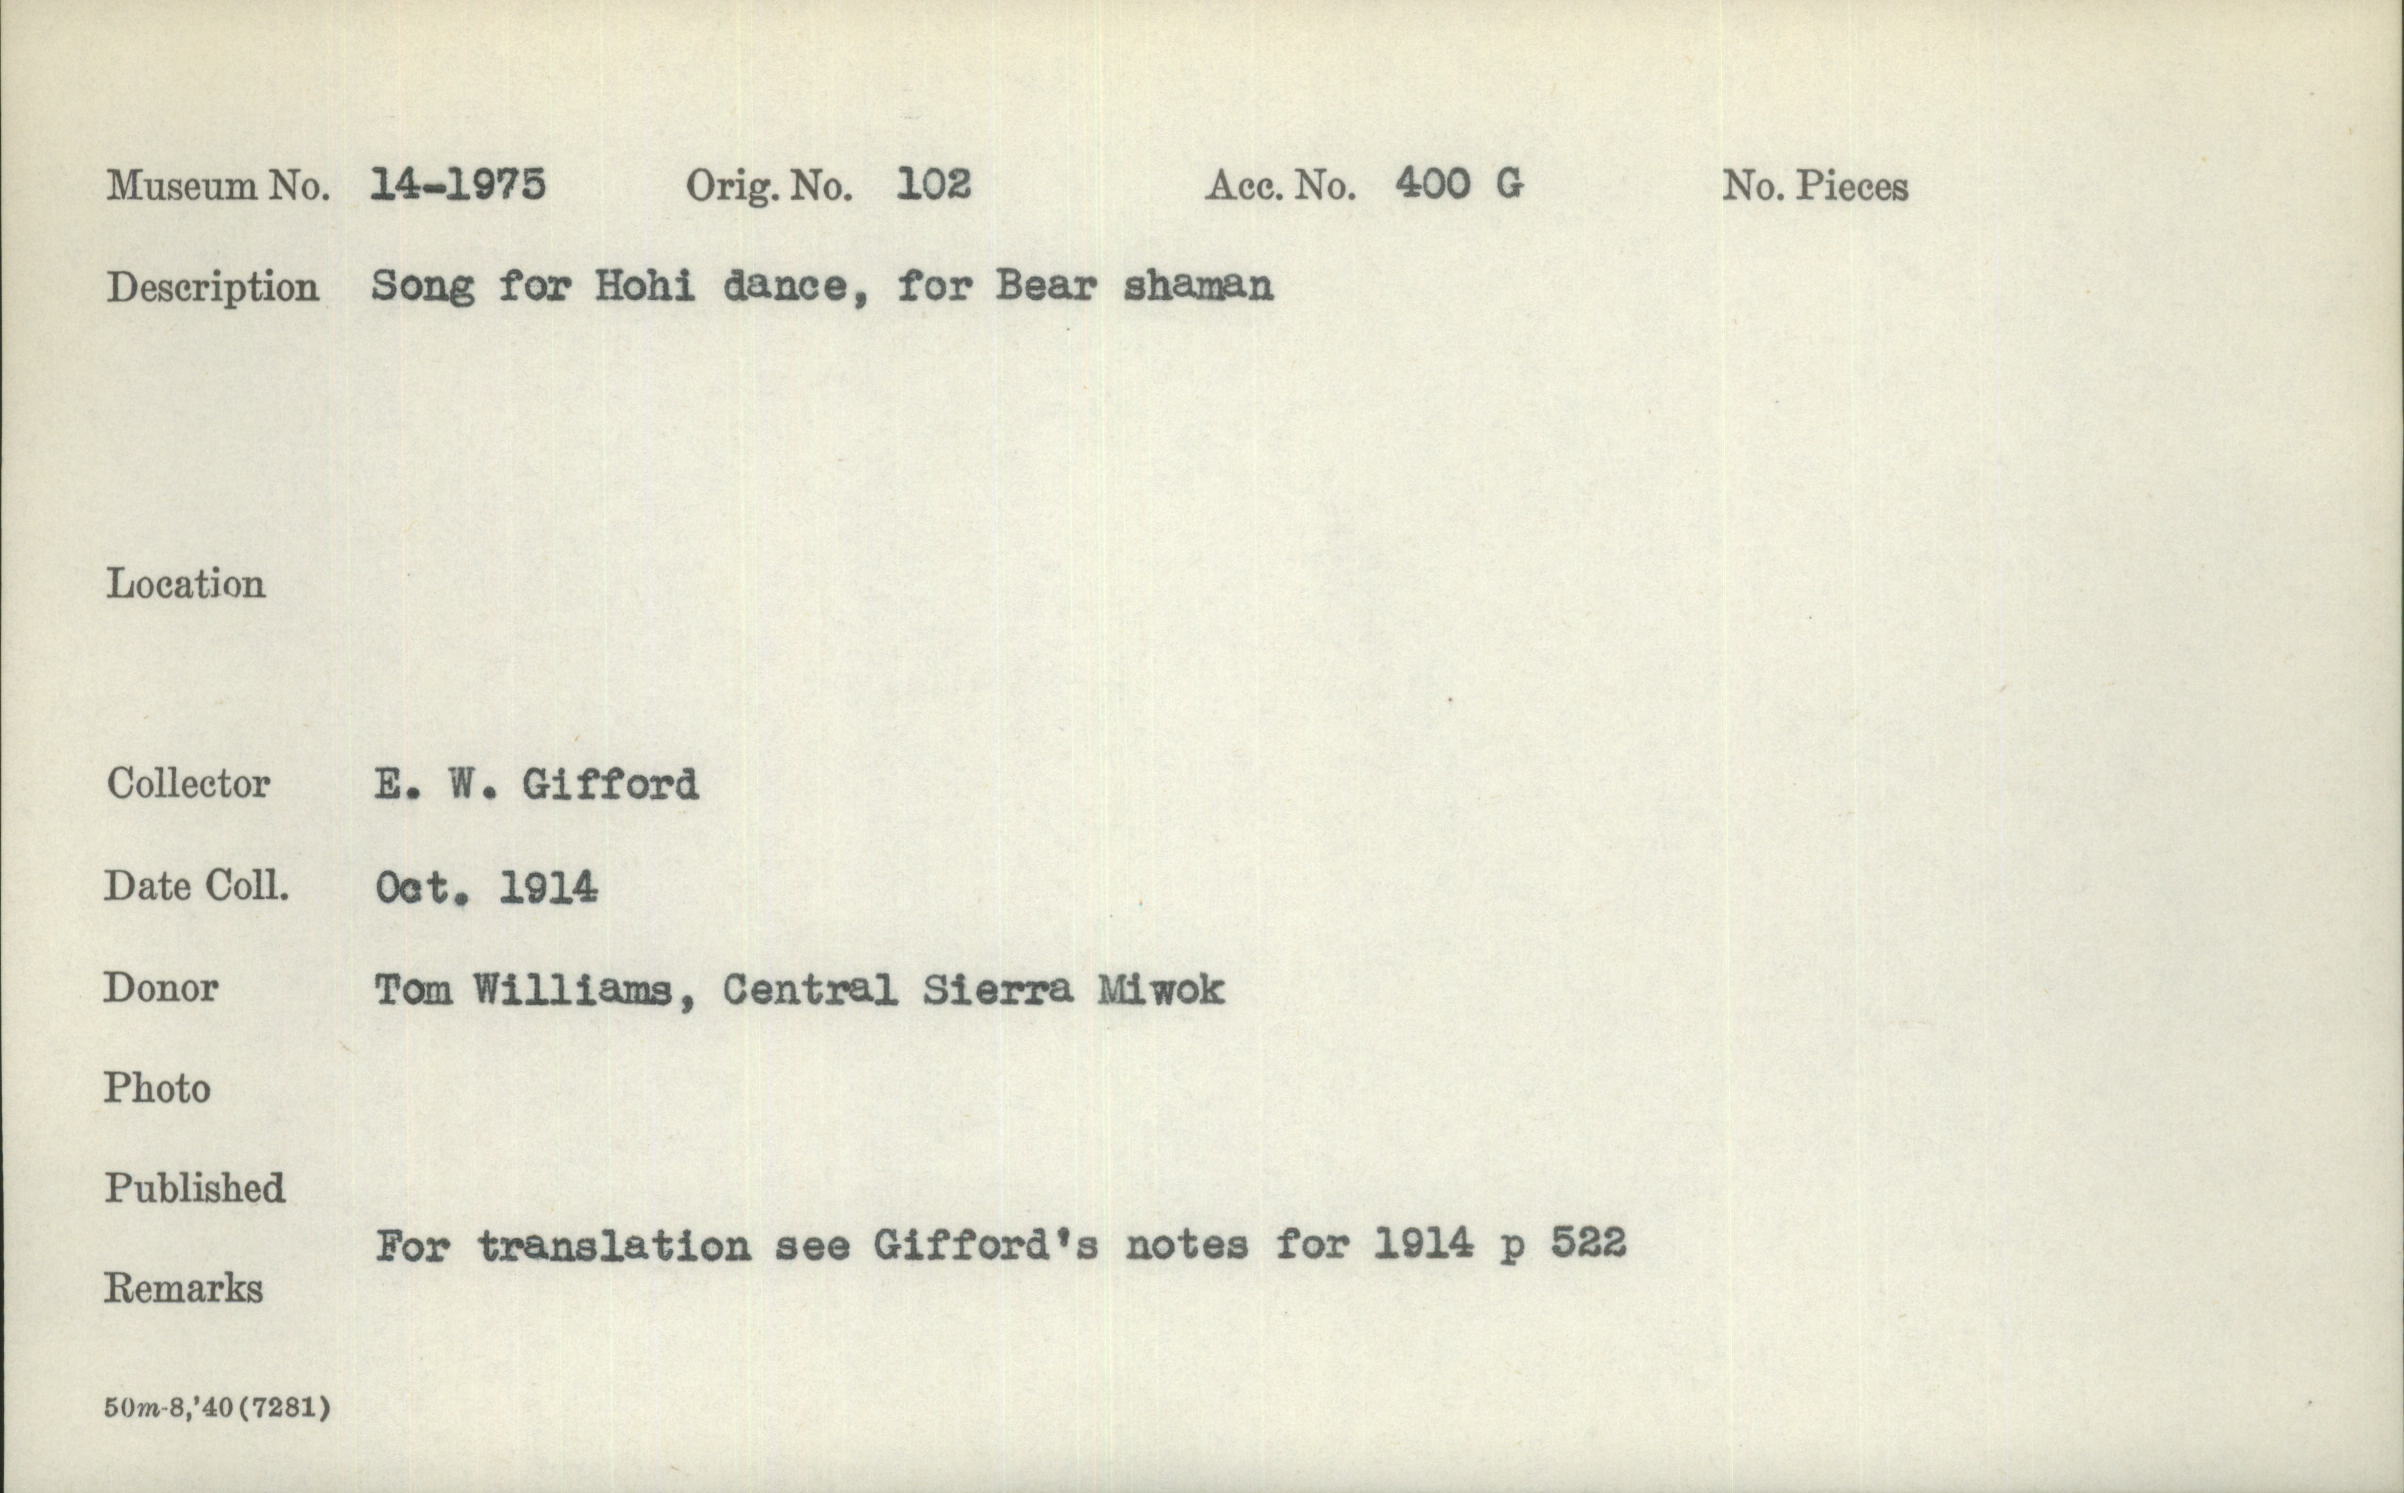 Museum No. 14-1975 Orig. No. 102 Acc. No. 400 G No. Pieces
Description Song for Hohi dance, for Bear shaman
Location
Collector E. W. Gifford
Date Coll. Oct. 1914
Donor Tom Williams, Central Sierra Miwok
Photo
Published
For translation see Gifford's notes for 1914 p 522
Remarks
50m-8,'40(7281)